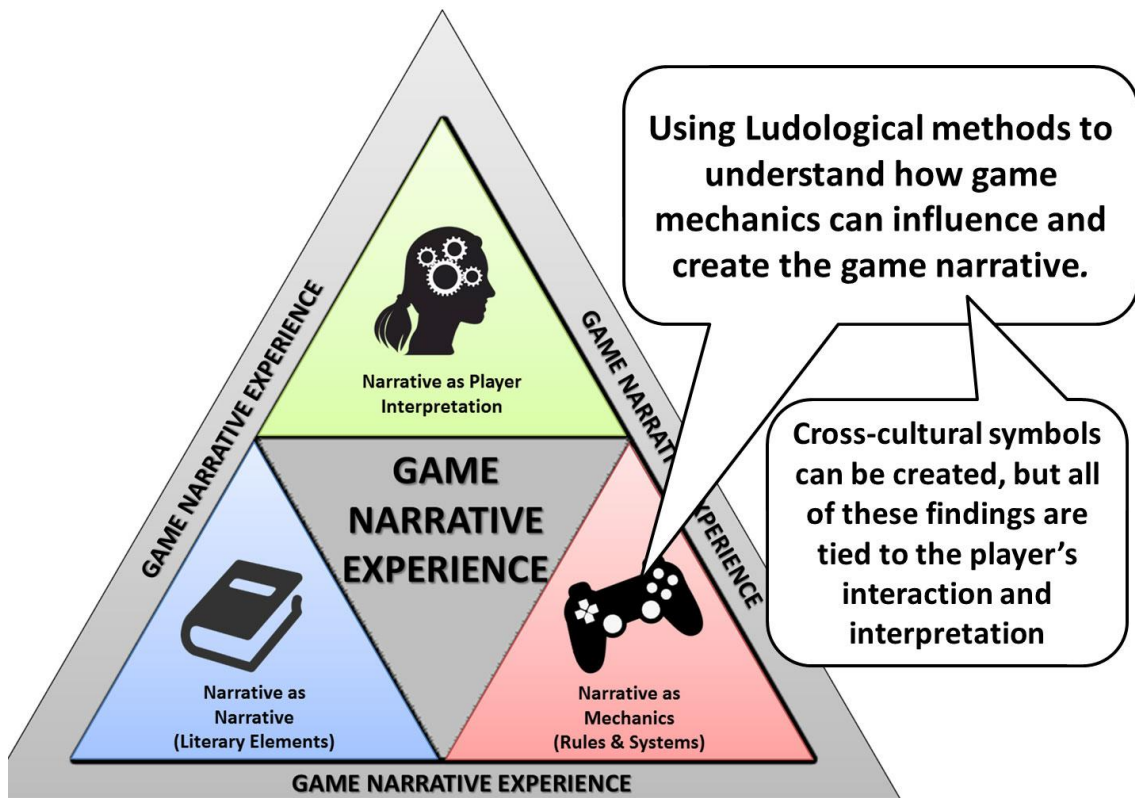 Using Ludological methods to
understand how game
mechanics can influence and
create the game narrative.
Cross-cultural symbols
can be created, but all
of these findings are
tied to the player's
interaction and
interpretation
GAME NARRATIVE EXPERIENCE
GAME NARRATI
XPERIENCE
Narrative as Player
Interpretation
GAME
NARRATIVE
EXPERIENCE
Narrative as
Narrative
(Literary Elements)
Narrative as
Mechanics
(Rules & Systems)
GAME NARRATIVE EXPERIENCE